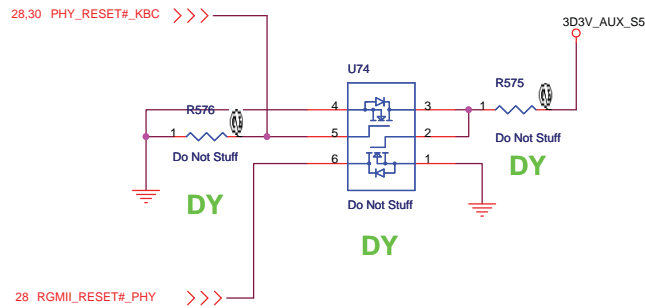 28,30 PHY_RESET#_KBC
3D3V_AUX_S5
U74
R575
R576
4
3
1
1
5
2
Do Not Stuff
Do Not Stuff
6
1
DY
DY
Do Not Stuff
DY
28 RGMII_RESET#_PHY